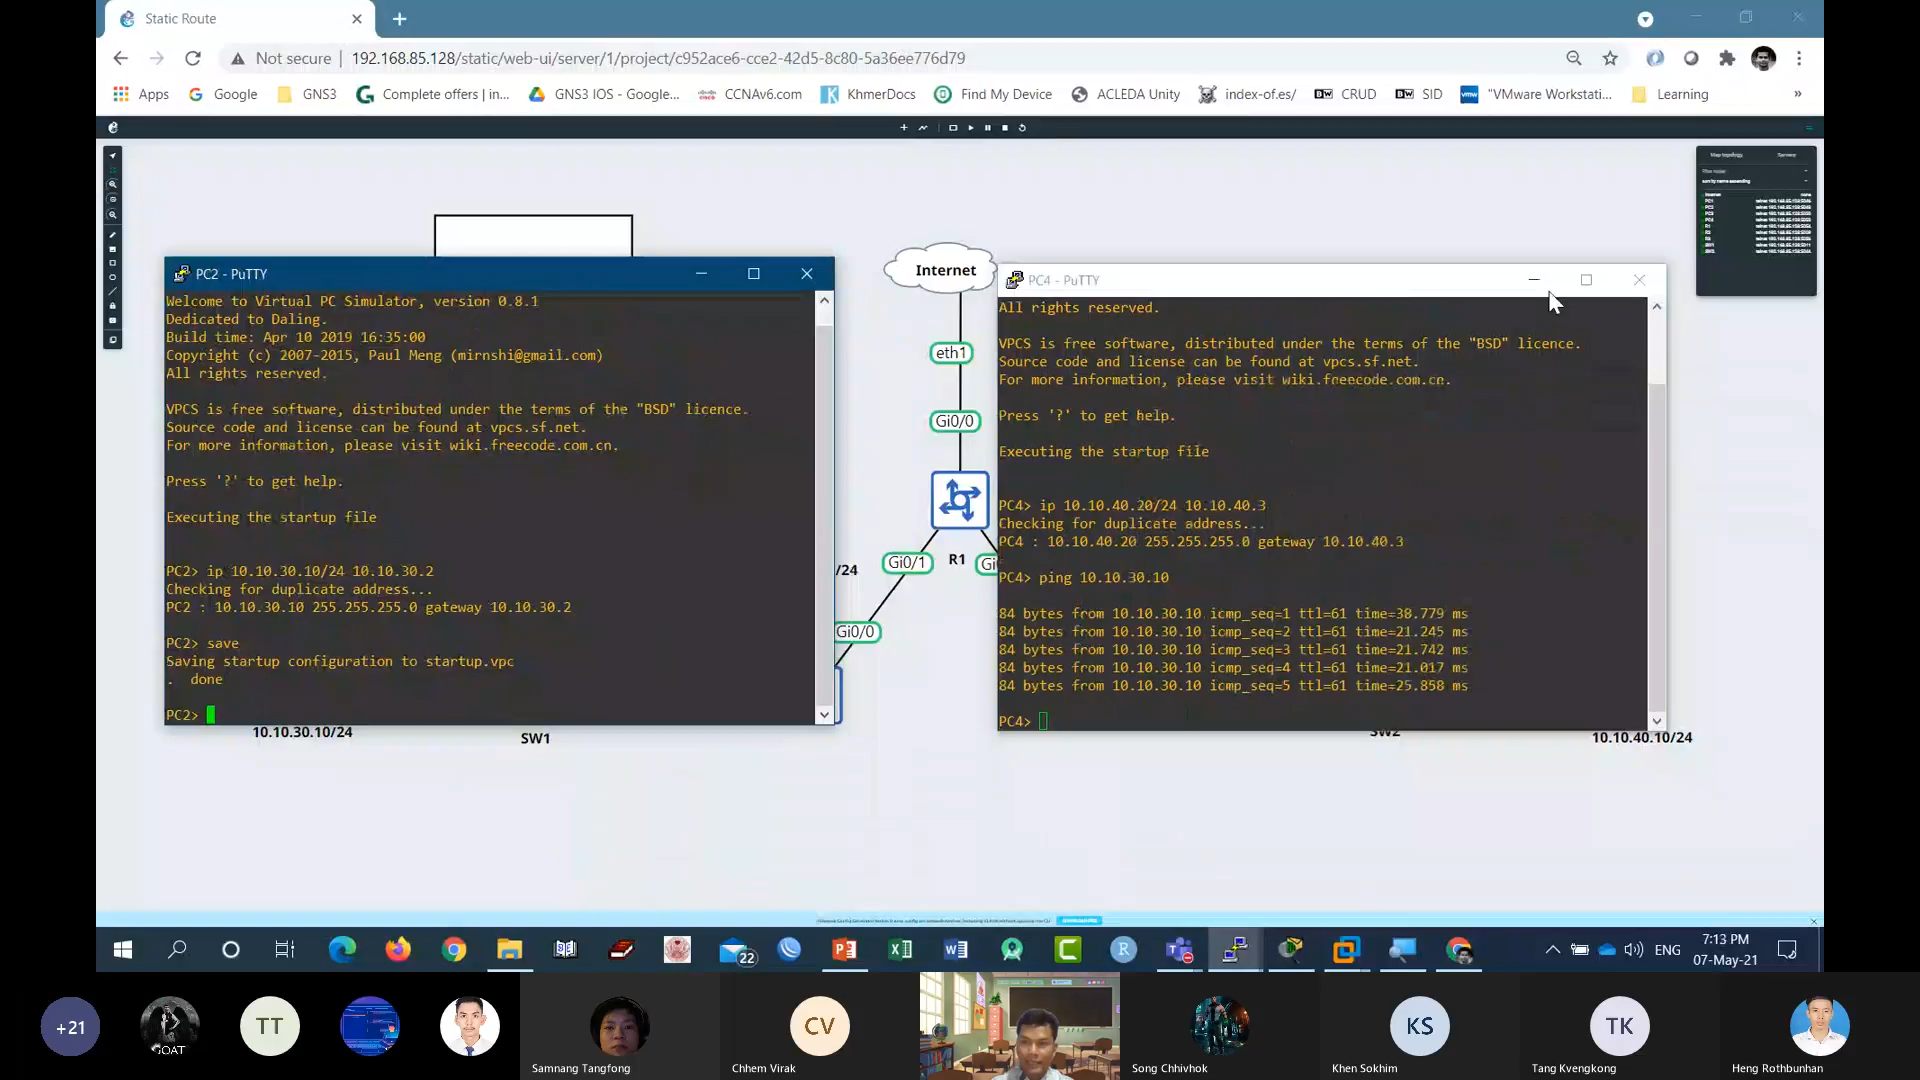 Static Route
Not secure
192.168.85.128/static/web-ui/server/1/project/c952ace6-cce2-42d5-8c80-5a36ee776d79
Apps
Google
GNS3
Complete offers | in...
GNS3 IOS - Google...
CCNAv6.com
KhmerDocs
Find My Device
ACLEDA Unity
index-of.es/
BW CRUD
BW SID
vmw "VMware Workstati...
Learning
»
Map topology
Servers
Internet
eth1
Gi0/0
R1
Gi0/1
/24
Gi0/0
PC2 - PuTTY
Welcome to Virtual PC Simulator, version 0.8.1
Dedicated to Daling.
Build time: Apr 10 2019 16:35:00
Copyright (c) 2007-2015, Paul Meng (mirnshi@gmail.com)
All rights reserved.
VPCS is free software, distributed under the terms of the "BSD" licence.
Source code and license can be found at vpcs.sf.net.
For more information, please visit wiki.freecode.com.cn.
Press '?' to get help.
Executing the startup file
PC2> ip 10.10.30.10/24 10.10.30.2
Checking for duplicate address...
PC2 : 10.10.30.10 255.255.255.0 gateway 10.10.30.2
PC2> save
Saving startup configuration to startup.vpc
.  done
PC2>
PC4 - PuTTY
All rights reserved.
VPCS is free software, distributed under the terms of the "BSD" licence.
Source code and license can be found at vpcs.sf.net.
For more information, please visit wiki.freecode.com.cn.
Press '?' to get help.
Executing the startup file
PC4> ip 10.10.40.20/24 10.10.40.3
Checking for duplicate address...
PC4 : 10.10.40.20 255.255.255.0 gateway 10.10.40.3
PC4> ping 10.10.30.10
84 bytes from 10.10.30.10 icmp_seq=1 ttl=61 time=38.779 ms
84 bytes from 10.10.30.10 icmp_seq=2 ttl=61 time=21.245 ms
84 bytes from 10.10.30.10 icmp_seq=3 ttl=61 time=21.742 ms
84 bytes from 10.10.30.10 icmp_seq=4 ttl=61 time=21.017 ms
84 bytes from 10.10.30.10 icmp_seq=5 ttl=61 time=25.858 ms
PC4>
10.10.30.10/24
SW1
SW2
10.10.40.10/24
22
ENG
7:13 PM
07-May-21
+21
GOAT
TT
Samnang Tangfong
CV
Chhem Virak
Song Chhivhok
KS
Khen Sokhim
TK
Tang Kvengkong
Heng Rothbunhan